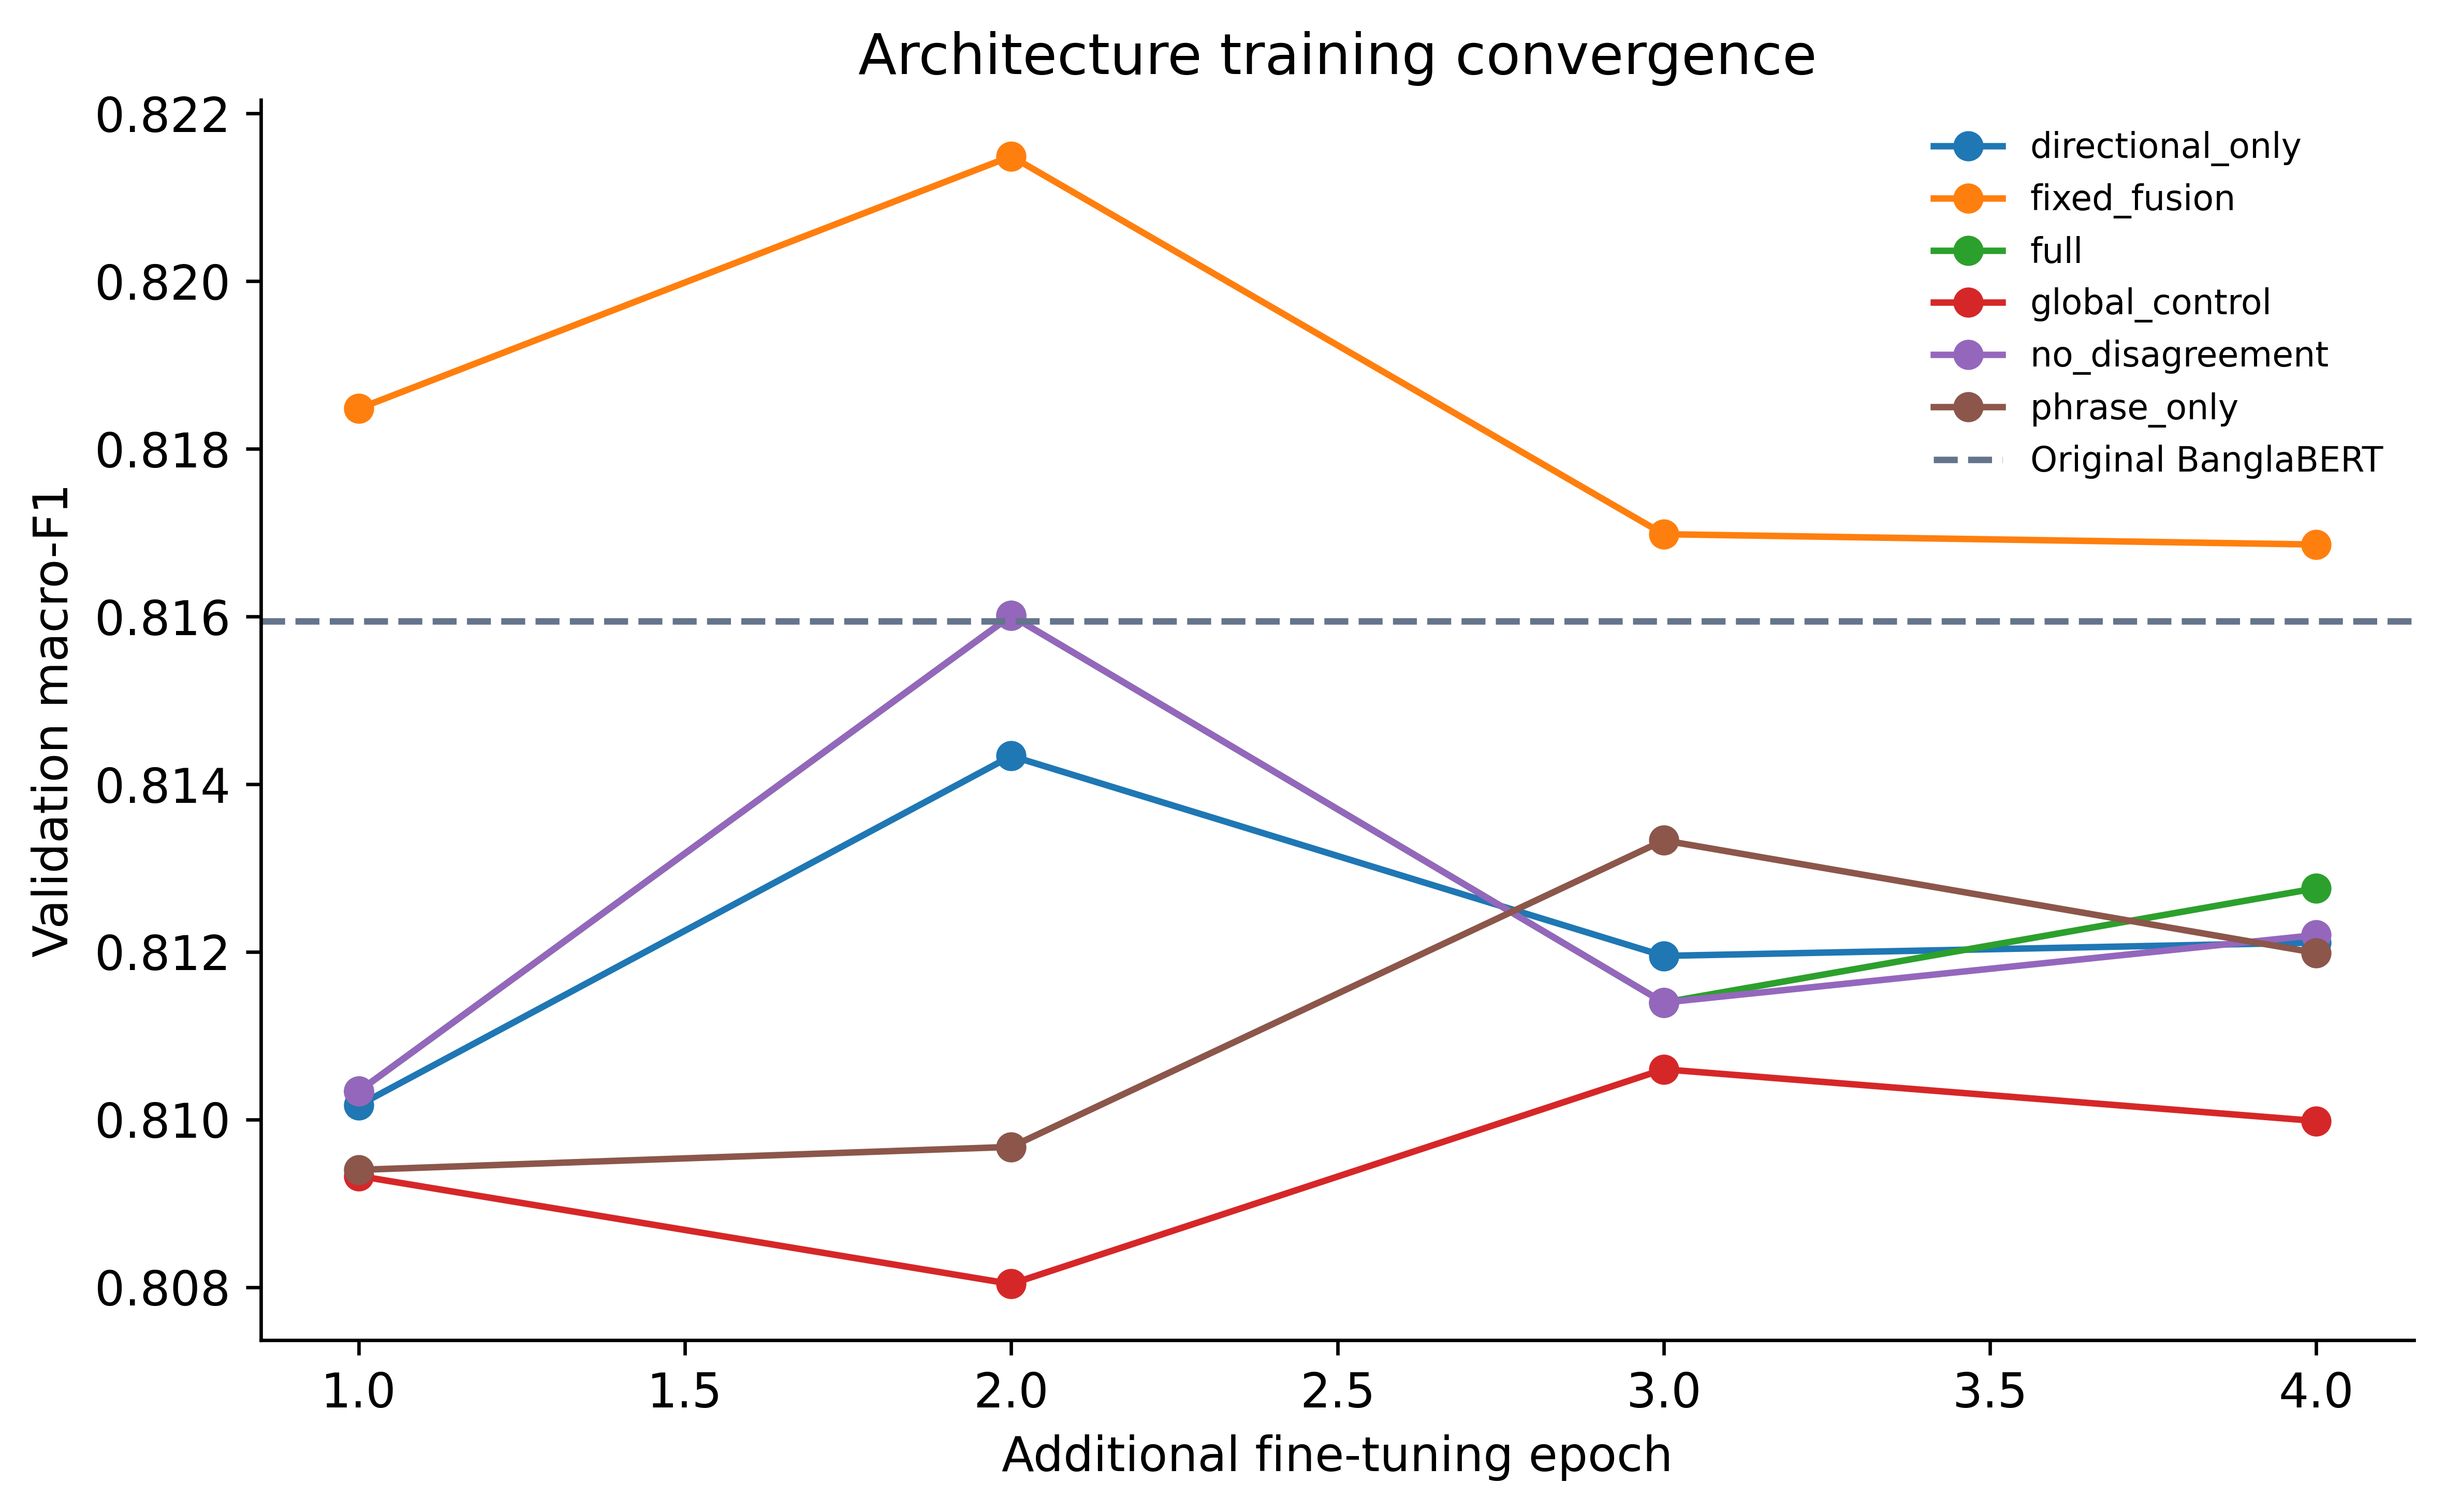 Architecture training convergence
0.822
0.820
0.818
0.816
0.814
0.812
0.810
0.808
Validation macro-F1
directional_only
fixed_fusion
full
global_control
no_disagreement
phrase_only
Original BanglaBERT
1.0 1.5 2.0 2.5 3.0 3.5 4.0
Additional fine-tuning epoch